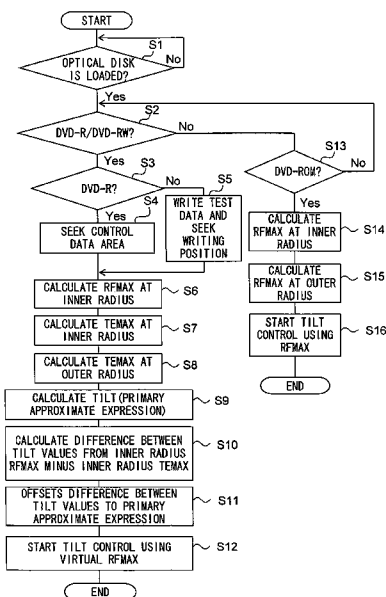 START
S1
OPTICAL DISK
IS LOADED?
No
Yes
S2
DVD-R/DVD-RW?
No
Yes
S3
DVD-R?
No
Yes
S4
SEEK CONTROL
DATA AREA
S5
WRITE TEST
DATA AND
SEEK
WRITING
POSITION
CALCULATE RFMAX AT
INNER RADIUS
S6
CALCULATE TEMAX AT
INNER RADIUS
S7
CALCULATE TEMAX AT
OUTER RADIUS
S8
CALCULATE TILT(PRIMARY
APPROXIMATE EXPRESSION)
S9
CALCULATE DIFFERENCE BETWEEN
TILT VALUES FROM INNER RADIUS
RFMAX MINUS INNER RADIUS TEMAX
S10
OFFSETS DIFFERENCE BETWEEN
TILT VALUES TO PRIMARY
APPROXIMATE EXPRESSION
S11
START TILT CONTROL USING
VIRTUAL RFMAX
S12
END
S13
DVD-ROM?
No
Yes
CALCULATE
RFMAX AT INNER
RADIUS
S14
CALCULATE
RFMAX AT OUTER
RADIUS
S15
START TILT
CONTROL USING
RFMAX
S16
END